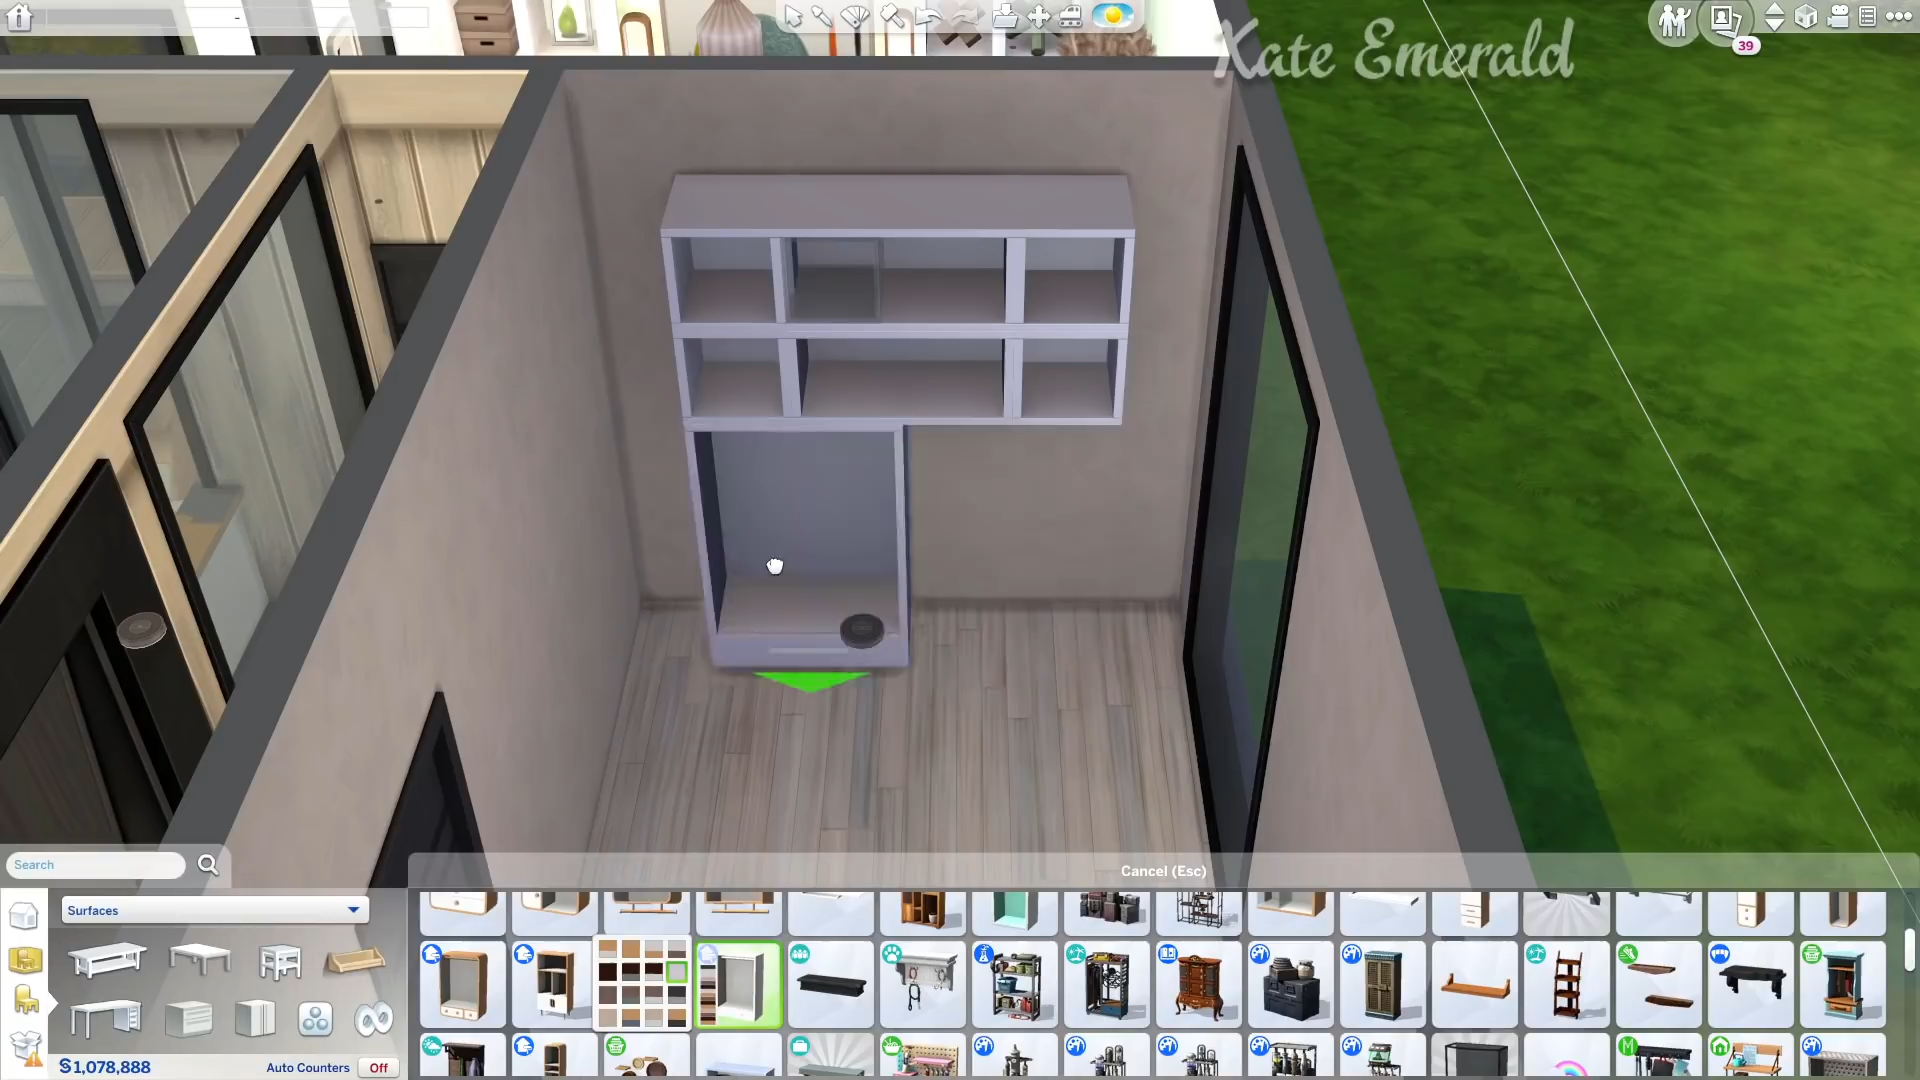 Kate Emerald
39
Search
Cancel (Esc)
Surfaces
§1,078,888
Auto Counters
Off